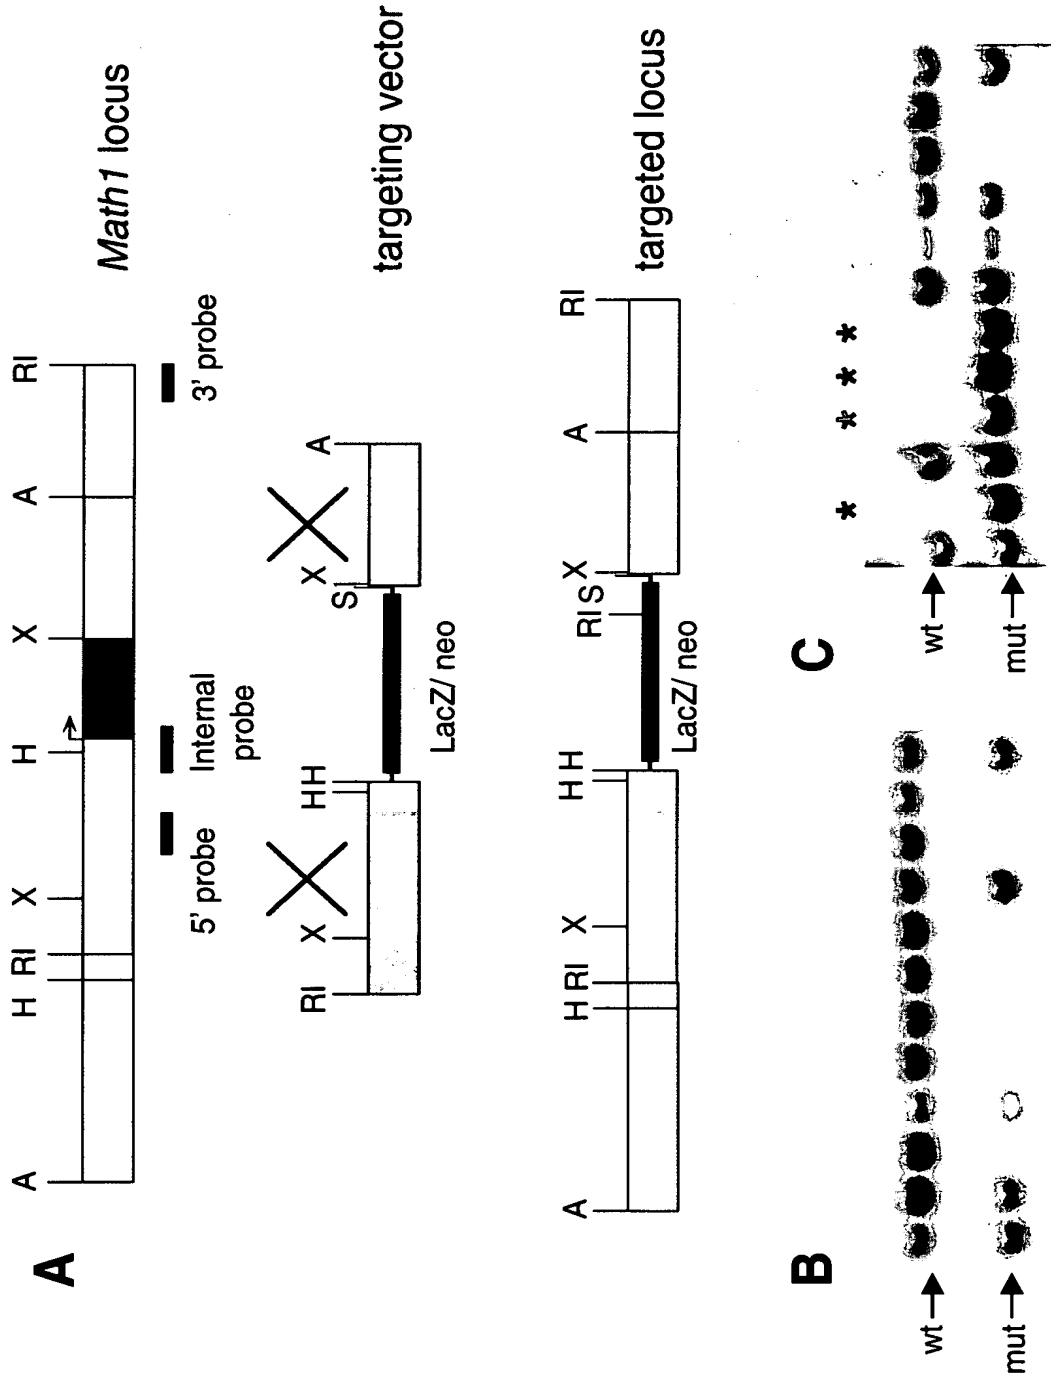 A
A H RI X H X A RI
Math1 locus
5' probe Internal probe 3' probe
RI X H H S X A
targeting vector
LacZ/ neo
A H RI X H H RI S X A RI
targeted locus
LacZ/ neo
B
wt
mut
C
* * * *
wt
mut